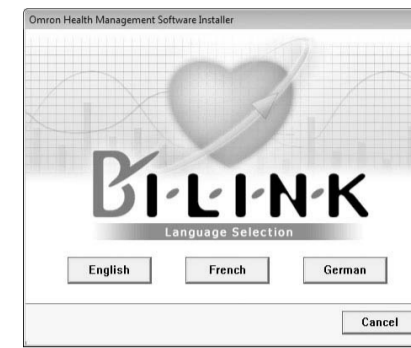 Omron Health Management Software Installer
BI-LINK
Language Selection
English French German
Cancel